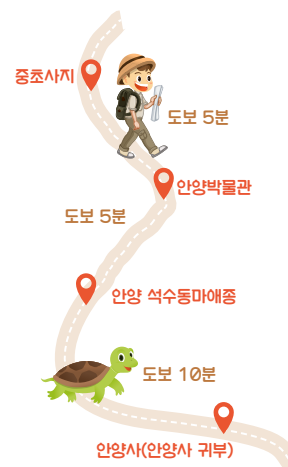 중초사지
도보 5분
안양박물관
도보 5분
안양 석수동마애종
도보 10분
안양사(안양사 귀부)